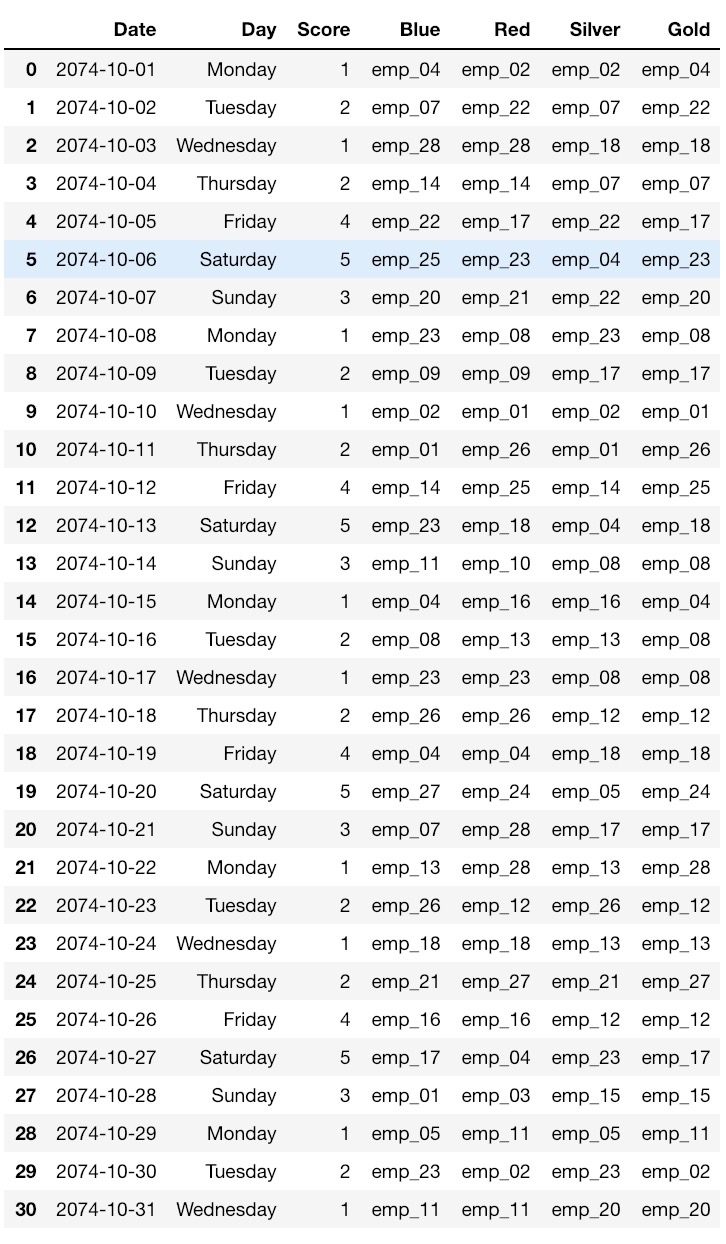 Date Day Score Blue Red Silver Gold
0 2074-10-01 Monday 1 emp_04 emp_02 emp_02 emp_04
1 2074-10-02 Tuesday 2 emp_07 emp_22 emp_07 emp_22
2 2074-10-03 Wednesday 1 emp_28 emp_28 emp_18 emp_18
3 2074-10-04 Thursday 2 emp_14 emp_14 emp_07 emp_07
4 2074-10-05 Friday 4 emp_22 emp_17 emp_22 emp_17
5 2074-10-06 Saturday 5 emp_25 emp_23 emp_04 emp_23
6 2074-10-07 Sunday 3 emp_20 emp_21 emp_22 emp_20
7 2074-10-08 Monday 1 emp_23 emp_08 emp_23 emp_08
8 2074-10-09 Tuesday 2 emp_09 emp_09 emp_17 emp_17
9 2074-10-10 Wednesday 1 emp_02 emp_01 emp_02 emp_01
10 2074-10-11 Thursday 2 emp_01 emp_26 emp_01 emp_26
11 2074-10-12 Friday 4 emp_14 emp_25 emp_14 emp_25
12 2074-10-13 Saturday 5 emp_23 emp_18 emp_04 emp_18
13 2074-10-14 Sunday 3 emp_11 emp_10 emp_08 emp_08
14 2074-10-15 Monday 1 emp_04 emp_16 emp_16 emp_04
15 2074-10-16 Tuesday 2 emp_08 emp_13 emp_13 emp_08
16 2074-10-17 Wednesday 1 emp_23 emp_23 emp_08 emp_08
17 2074-10-18 Thursday 2 emp_26 emp_26 emp_12 emp_12
18 2074-10-19 Friday 4 emp_04 emp_04 emp_18 emp_18
19 2074-10-20 Saturday 5 emp_27 emp_24 emp_05 emp_24
20 2074-10-21 Sunday 3 emp_07 emp_28 emp_17 emp_17
21 2074-10-22 Monday 1 emp_13 emp_28 emp_13 emp_28
22 2074-10-23 Tuesday 2 emp_26 emp_12 emp_26 emp_12
23 2074-10-24 Wednesday 1 emp_18 emp_18 emp_13 emp_13
24 2074-10-25 Thursday 2 emp_21 emp_27 emp_21 emp_27
25 2074-10-26 Friday 4 emp_16 emp_16 emp_12 emp_12
26 2074-10-27 Saturday 5 emp_17 emp_04 emp_23 emp_17
27 2074-10-28 Sunday 3 emp_01 emp_03 emp_15 emp_15
28 2074-10-29 Monday 1 emp_05 emp_11 emp_05 emp_11
29 2074-10-30 Tuesday 2 emp_23 emp_02 emp_23 emp_02
30 2074-10-31 Wednesday 1 emp_11 emp_11 emp_20 emp_20